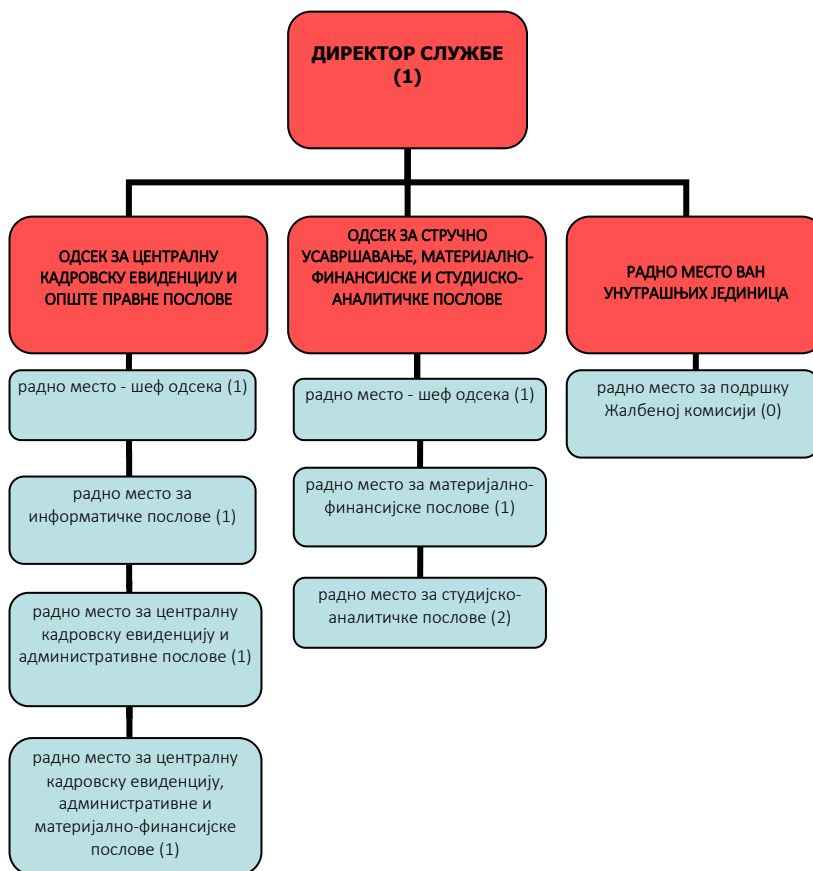 ДИРЕКТОР СЛУЖБЕ
(1)
ОДСЕК ЗА ЦЕНТРАЛНУ
КАДРОВСКУ ЕВИДЕНЦИЈУ И
ОПШТЕ ПРАВНЕ ПОСЛОВЕ
радно место - шеф одсека (1)
радно место за
информатичке послове (1)
радно место за централну
кадровску евиденцију и
административне послове (1)
радно место за централну
кадровску евиденцију,
административне и
материјално-финансијске
послове (1)
ОДСЕК ЗА СТРУЧНО
УСАВРШАВАЊЕ, МАТЕРИЈАЛНО-
ФИНАНСИЈСКЕ И СТУДИЈСКО-
АНАЛИТИЧКЕ ПОСЛОВЕ
радно место - шеф одсека (1)
радно место за материјално-
финансијске послове (1)
радно место за студијско-
аналитичке послове (2)
РАДНО МЕСТО ВАН
УНУТРАШЊИХ ЈЕДИНИЦА
радно место за подршку
Жалбеној комисији (0)